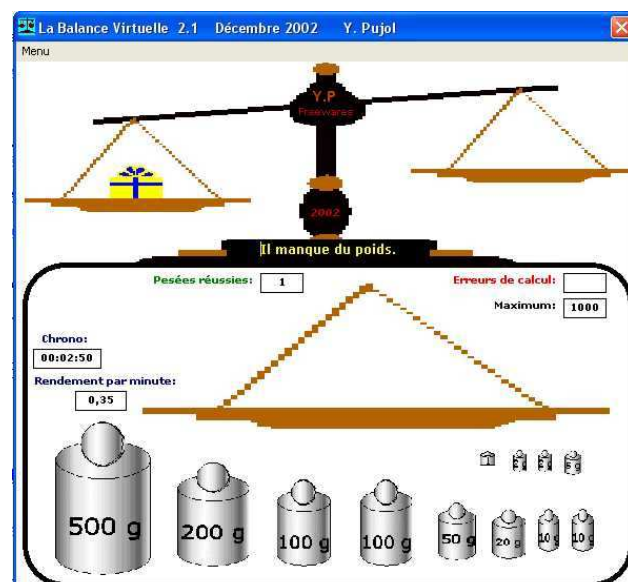 La Balance Virtuelle 2.1 Décembre 2002 Y. Pujol
Menu
Y.P
Freewares
2002
Il manque du poids.
Pesées réussies: 1
Erreurs de calcul:
Maximum: 1000
Chrono:
00:02:50
Rendement par minute:
0,35
500 g
200 g
100 g
100 g
50 g
20 g
10 g
10 g